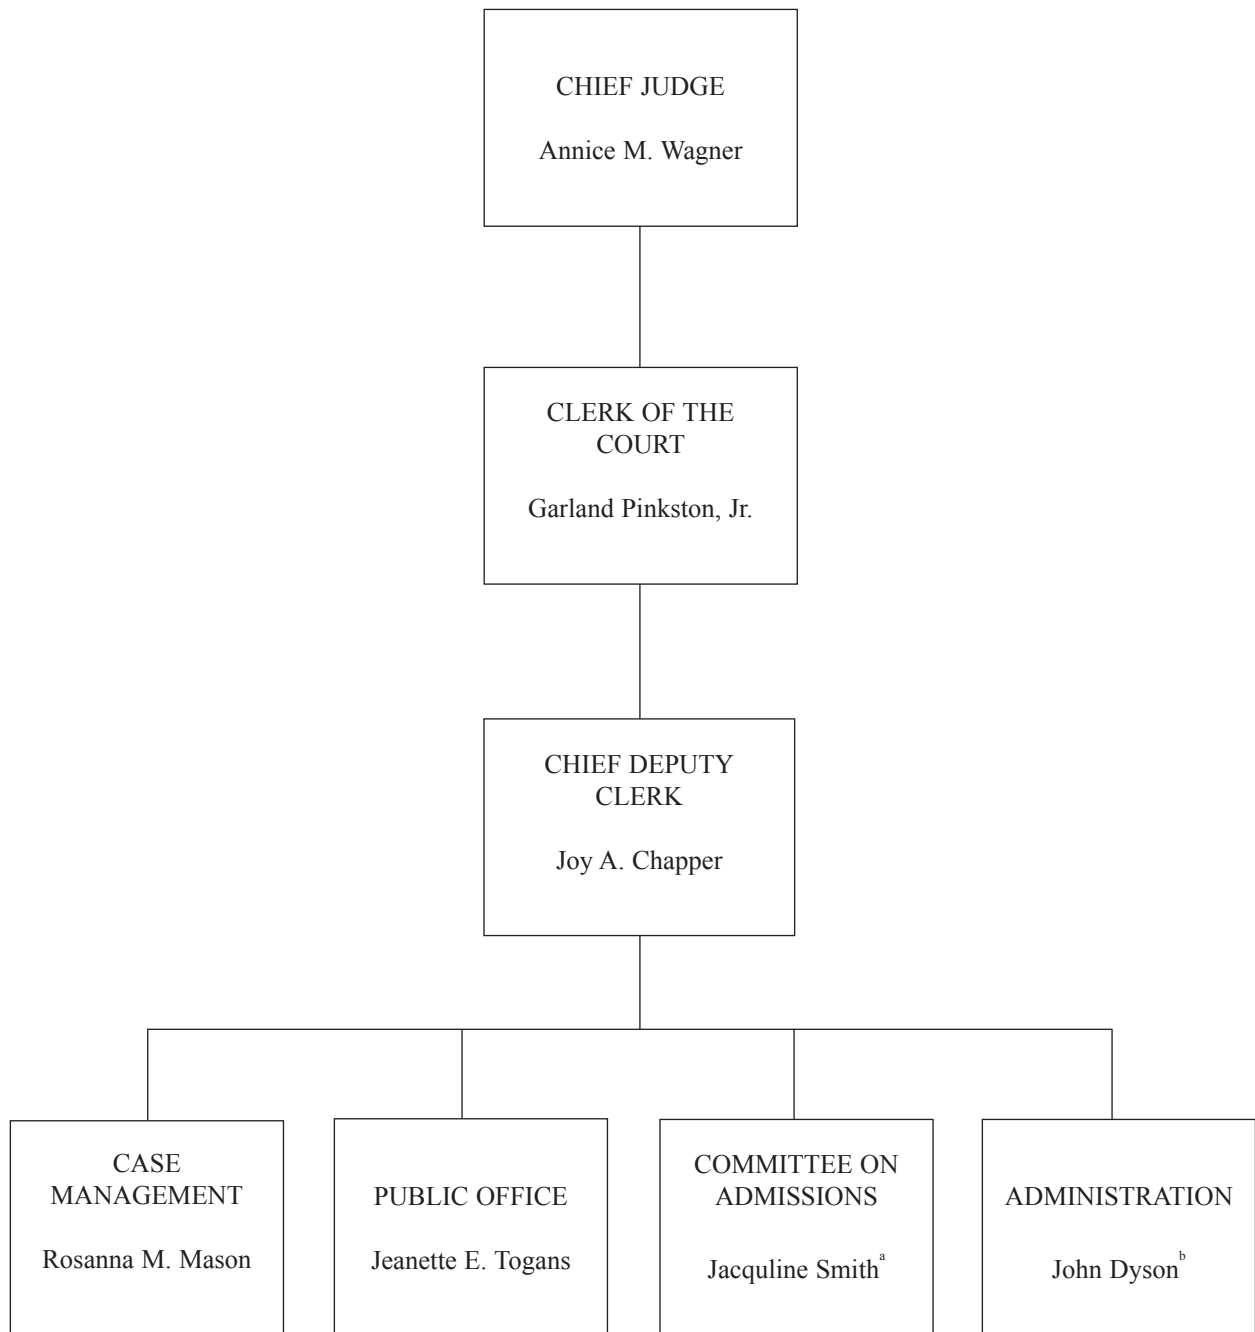 CHIEF JUDGE
Annice M. Wagner
CLERK OF THE
COURT
Garland Pinkston, Jr.
CHIEF DEPUTY
CLERK
Joy A. Chapper
CASE
MANAGEMENT
Rosanna M. Mason
PUBLIC OFFICE
Jeanette E. Togans
COMMITTEE ON
ADMISSIONS
Jacquline Smith^a
ADMINISTRATION
John Dyson^b